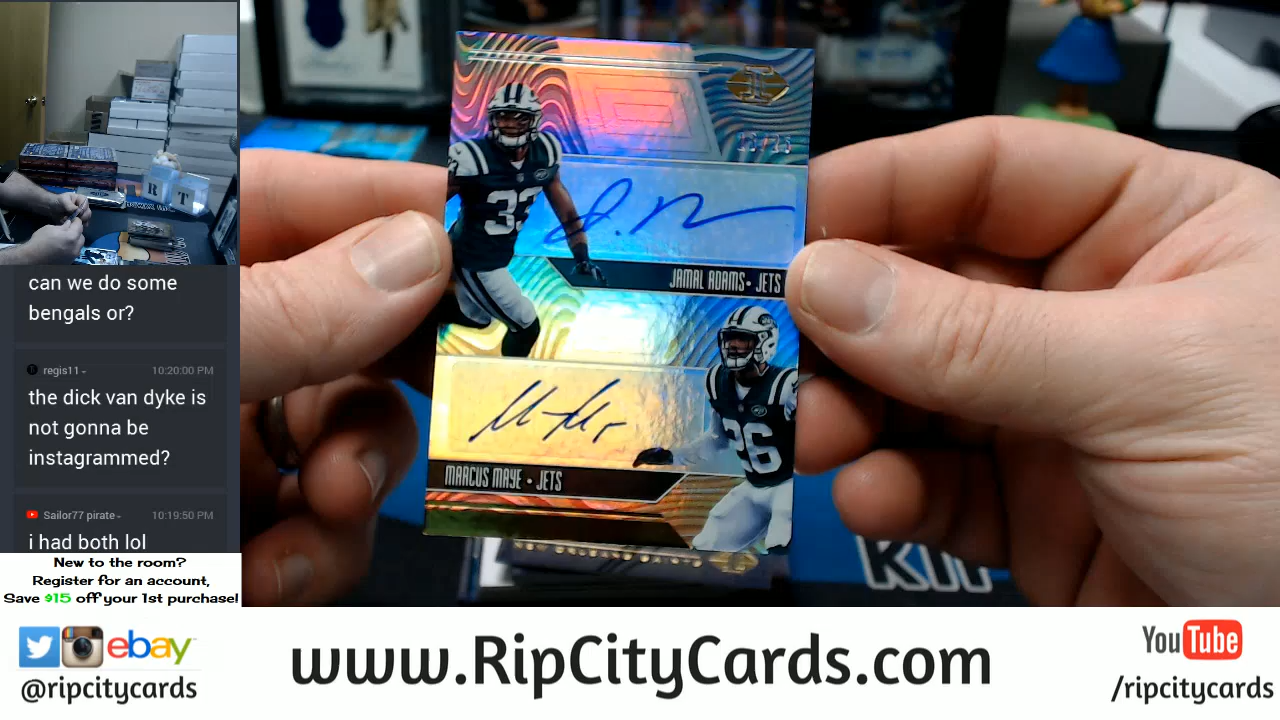 can we do some
bengals or?
regis11
10:20:00 PM
the dick van dyke is
not gonna be
instagrammed?
Sailor77 pirate
10:19:50 PM
i had both lol
New to the room?
Register for an account,
Save $15 off your 1st purchase!
R
T
33
JAMAL ADAMS • JETS
26
MARCUS MAYE • JETS
ebay
@ripcitycards
www.RipCityCards.com
YouTube
/ripcitycards